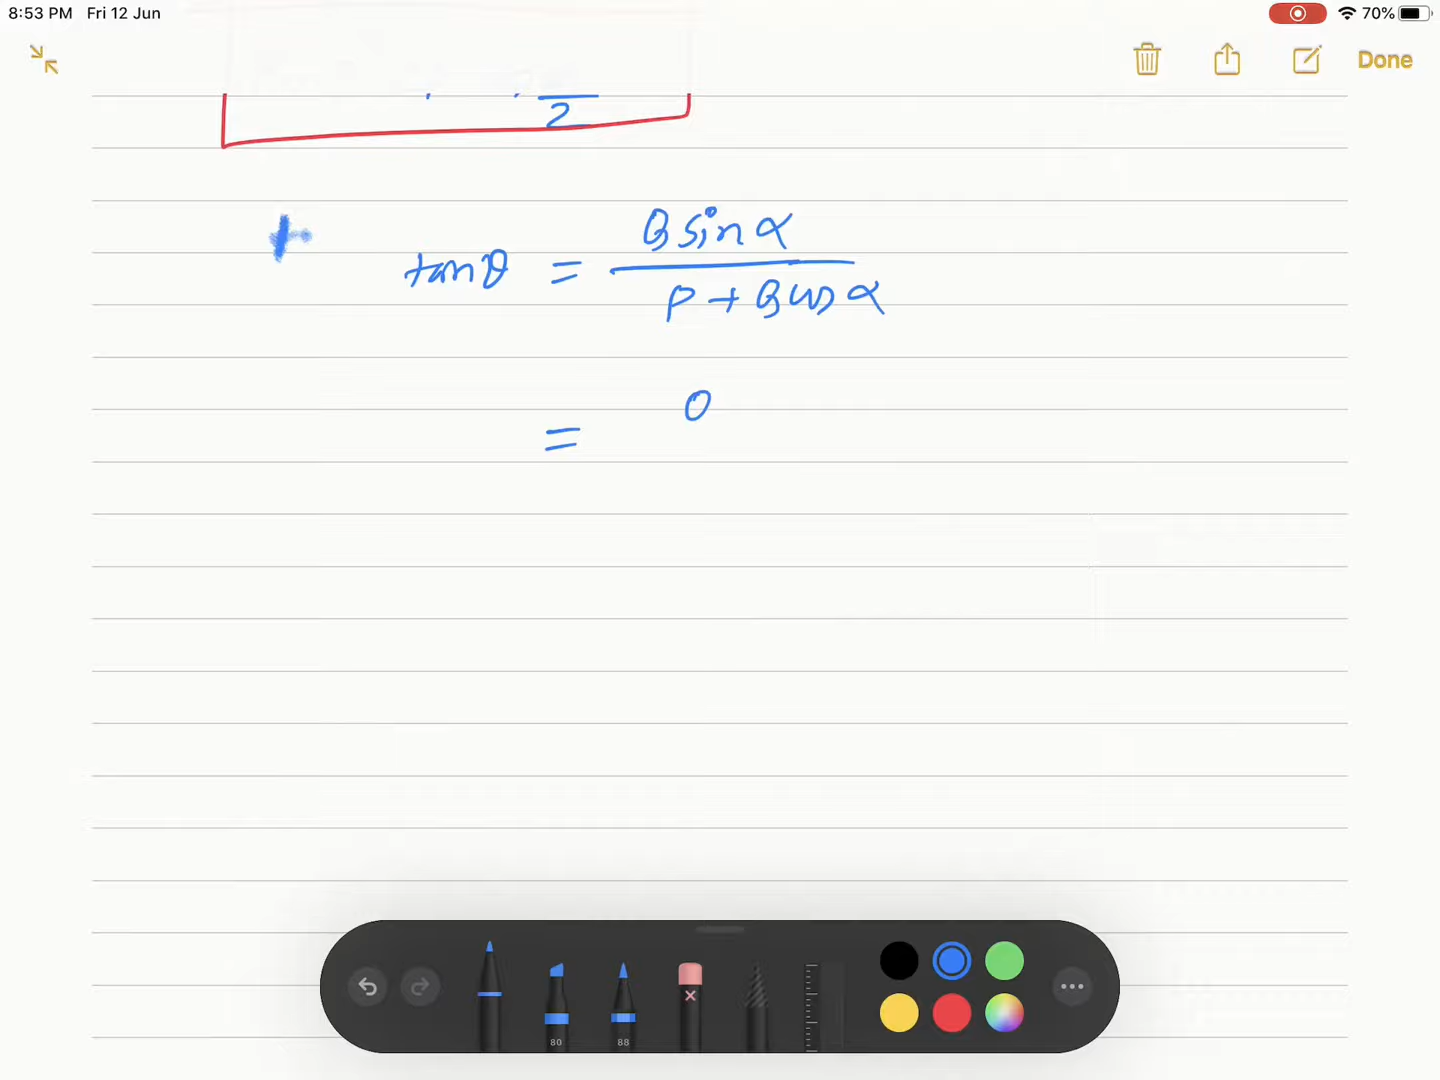 8:53 PM Fri 12 Jun 70%
Done
2
tanθ = Q sin α / P + Q cos α
= 0
80 88